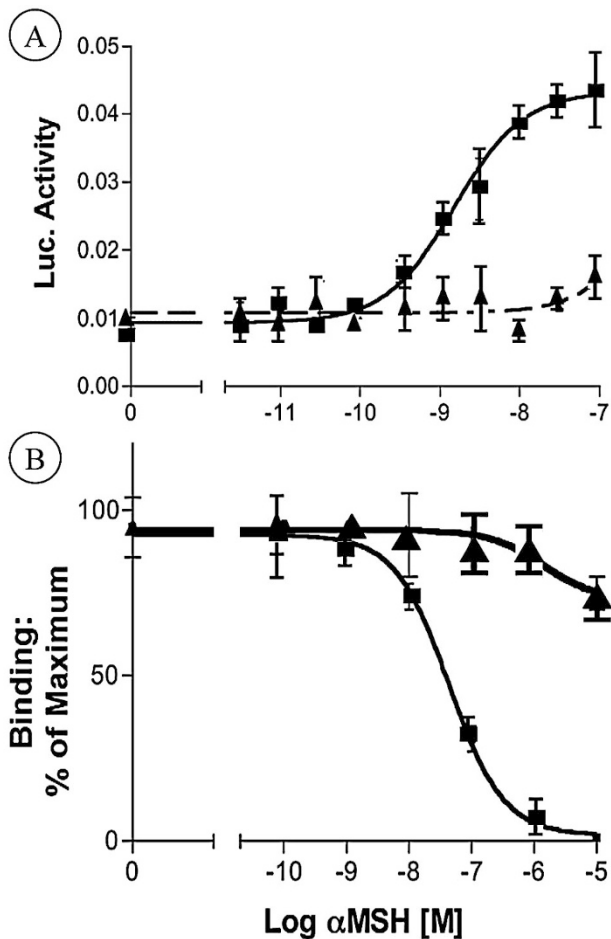 A
0.05
0.04
0.03
0.02
0.01
0.00
Luc. Activity
0 -11 -10 -9 -8 -7
B
100
50
0
Binding:
% of Maximum
0 -10 -9 -8 -7 -6 -5
Log αMSH [M]